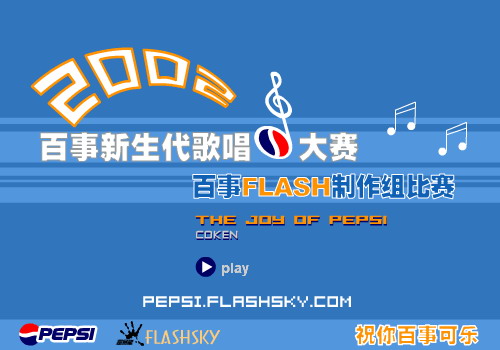 2002
百事新生代歌唱大赛
百事FLASH制作组比赛
THE JOY OF PEPSI
COKEN
play
PEPSI.FLASHSKY.COM
PEPSI FLASHSKY 祝你百事可乐